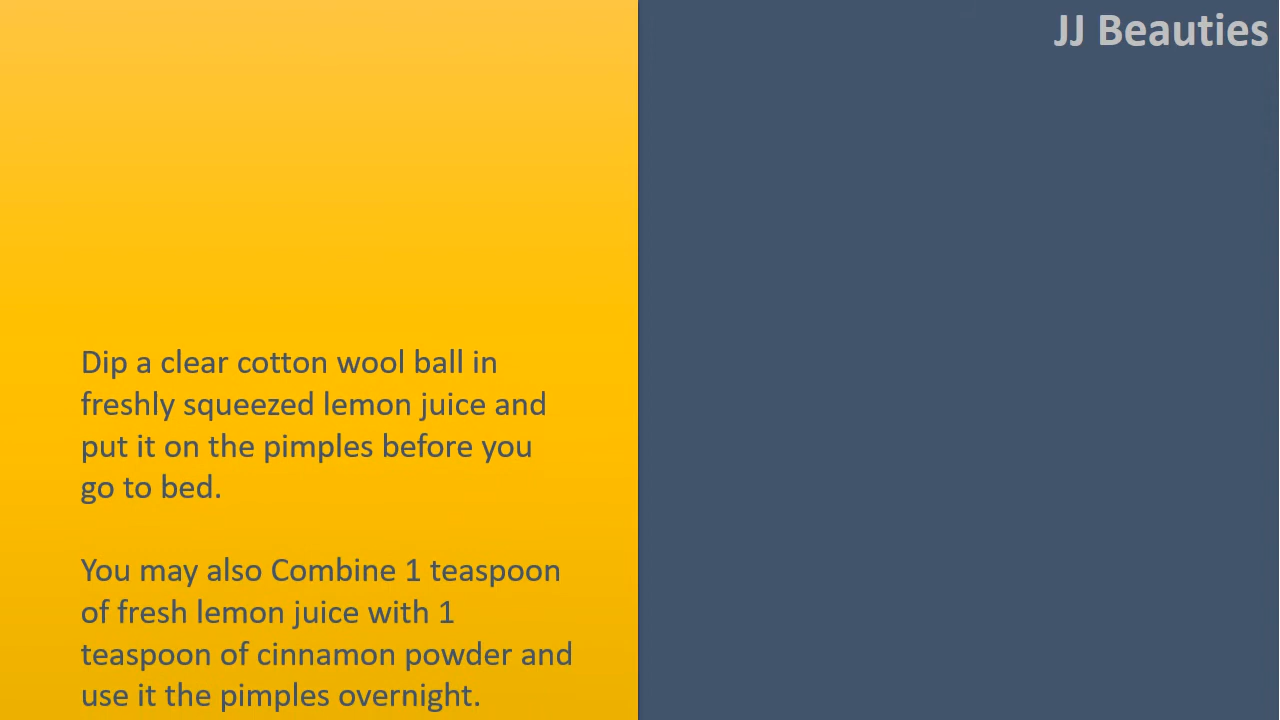 JJ Beauties
Dip a clear cotton wool ball in
freshly squeezed lemon juice and
put it on the pimples before you
go to bed.
You may also Combine 1 teaspoon
of fresh lemon juice with 1
teaspoon of cinnamon powder and
use it the pimples overnight.